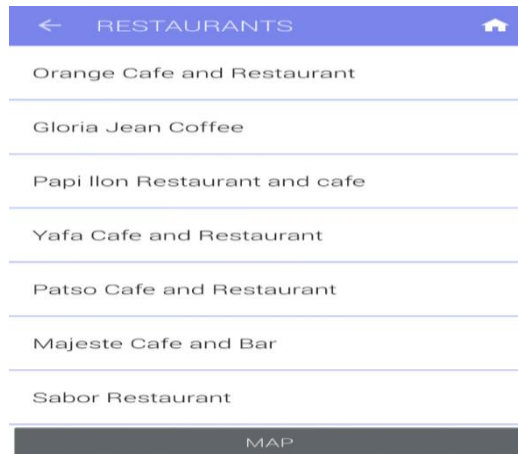 RESTAURANTS
Orange Cafe and Restaurant
Gloria Jean Coffee
Papi llon Restaurant and cafe
Yafa Cafe and Restaurant
Patso Cafe and Restaurant
Majeste Cafe and Bar
Sabor Restaurant
MAP